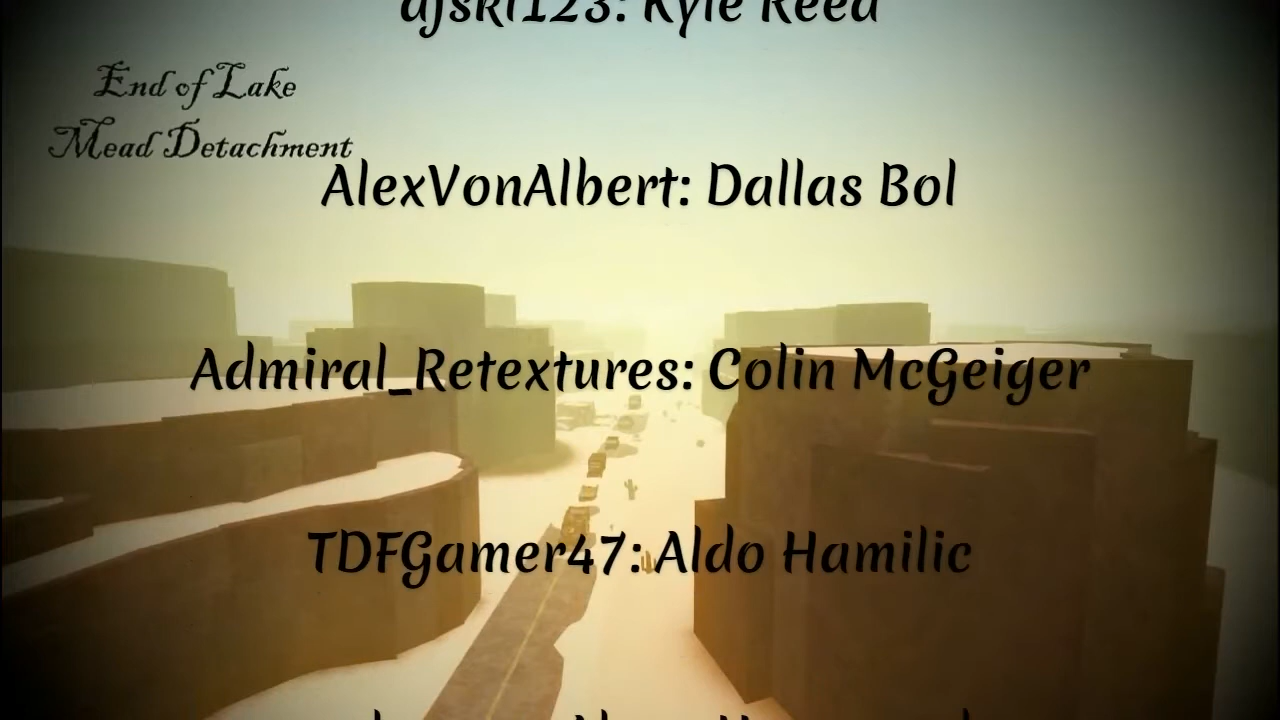 End of Lake
Mead Detachment
AlexVonAlbert: Dallas Bol
Admiral_Retextures: Colin McGeiger
TDFGamer47: Aldo Hamilic